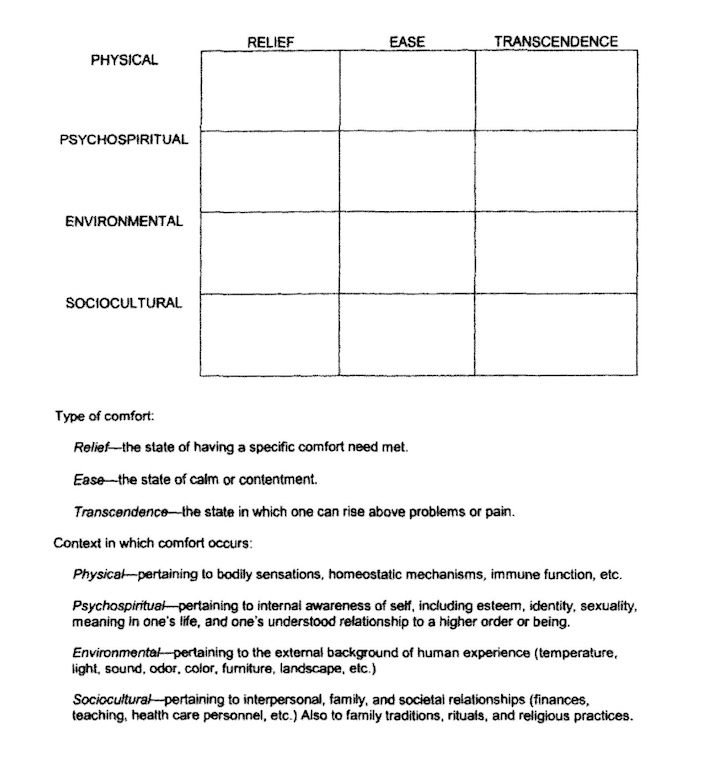 RELIEF EASE TRANSCENDENCE
PHYSICAL
PSYCHOSPIRITUAL
ENVIRONMENTAL
SOCIOCULTURAL
Type of comfort:
Relief—the state of having a specific comfort need met.
Ease—the state of calm or contentment.
Transcendence—the state in which one can rise above problems or pain.
Context in which comfort occurs:
Physical—pertaining to bodily sensations, homeostatic mechanisms, immune function, etc.
Psychospiritual—pertaining to internal awareness of self, including esteem, identity, sexuality,
meaning in one's life, and one's understood relationship to a higher order or being.
Environmental—pertaining to the external background of human experience (temperature,
light, sound, odor, color, furniture, landscape, etc.)
Sociocultural—pertaining to interpersonal, family, and societal relationships (finances,
teaching, health care personnel, etc.) Also to family traditions, rituals, and religious practices.